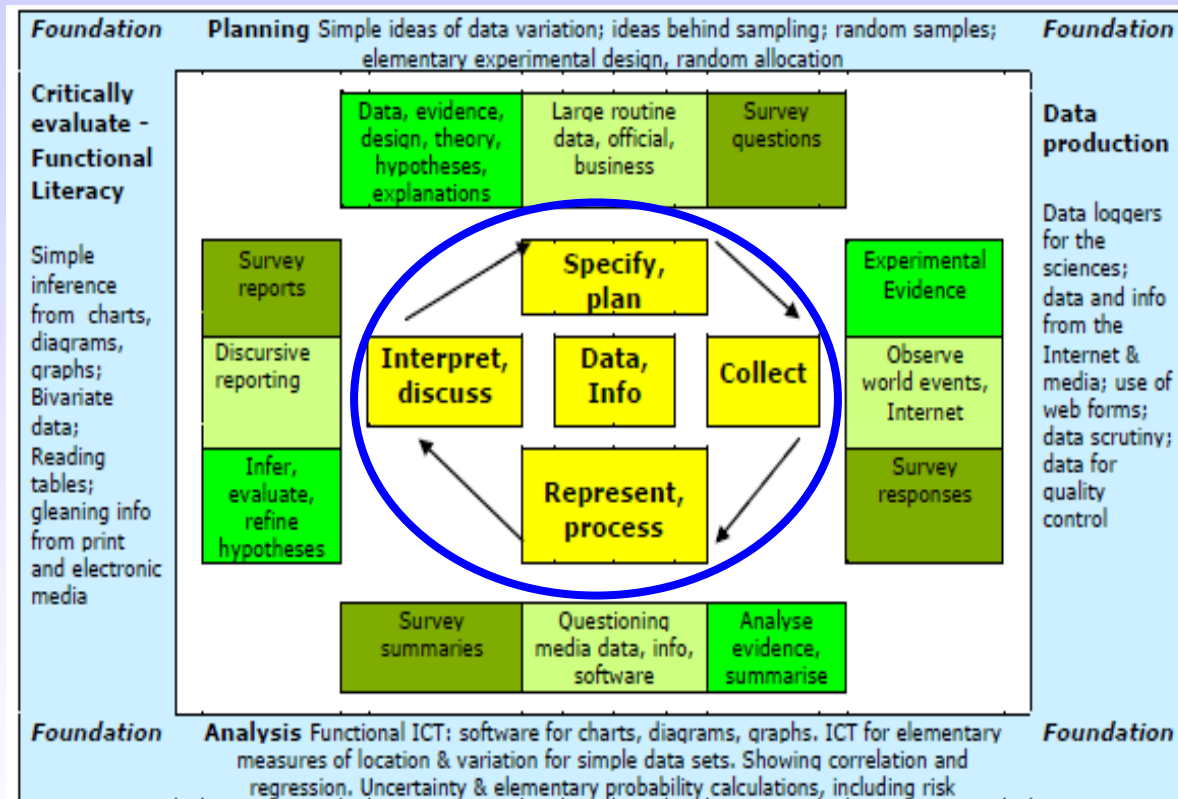 Foundation
Planning Simple ideas of data variation; ideas behind sampling; random samples;
elementary experimental design, random allocation
Foundation
Critically
evaluate -
Functional
Literacy
Simple
inference
from charts,
diagrams,
graphs;
Bivariate
data;
Reading
tables;
gleaning info
from print
and electronic
media
Data, evidence,
design, theory,
hypotheses,
explanations
Large routine
data, official,
business
Survey
questions
Survey
reports
Discursive
reporting
Infer,
evaluate,
refine
hypotheses
Specify,
plan
Interpret,
discuss
Data,
Info
Collect
Represent,
process
Experimental
Evidence
Observe
world events,
Internet
Survey
responses
Survey
summaries
Questioning
media data, info,
software
Analyse
evidence,
summarise
Data
production
Data loggers
for the
sciences;
data and info
from the
Internet &
media; use of
web forms;
data scrutiny;
data for
quality
control
Foundation
Analysis Functional ICT: software for charts, diagrams, graphs. ICT for elementary
measures of location & variation for simple data sets. Showing correlation and
regression. Uncertainty & elementary probability calculations, including risk
Foundation